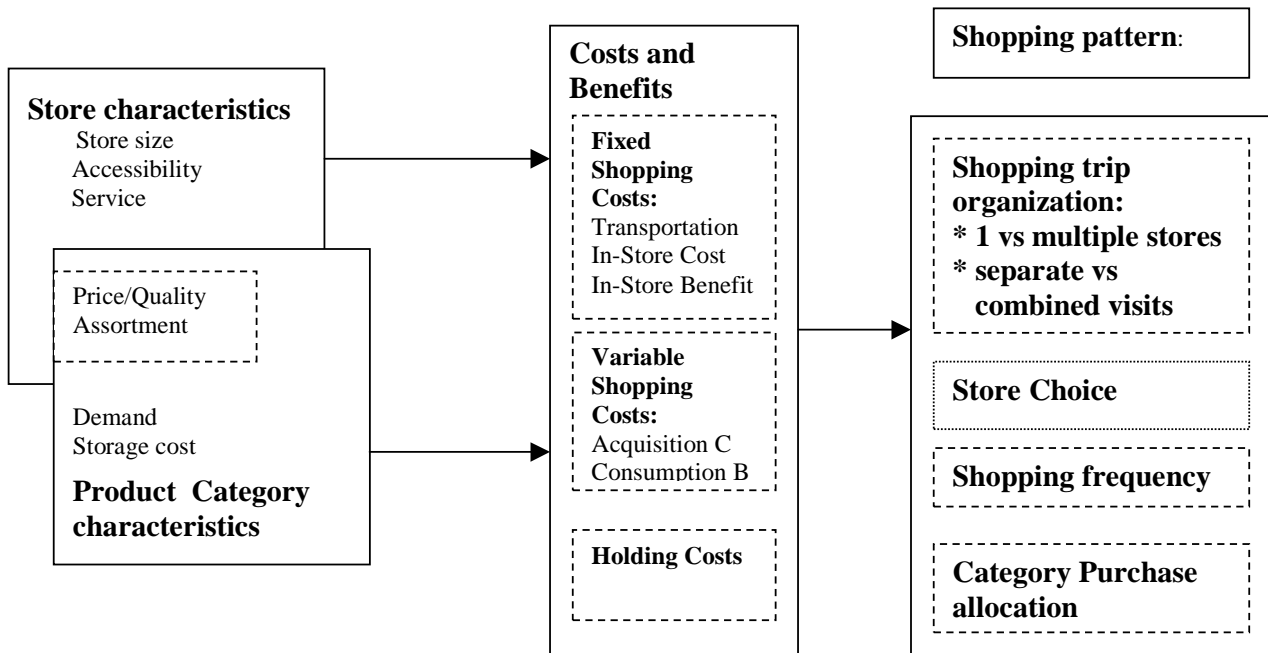 Store characteristics
Store size
Accessibility
Service
Price/Quality
Assortment
Demand
Storage cost
Product Category
characteristics
Costs and
Benefits
Fixed
Shopping
Costs:
Transportation
In-Store Cost
In-Store Benefit
Variable
Shopping
Costs:
Acquisition C
Consumption B
Holding Costs
Shopping pattern:
Shopping trip
organization:
* 1 vs multiple stores
* separate vs
combined visits
Store Choice
Shopping frequency
Category Purchase
allocation